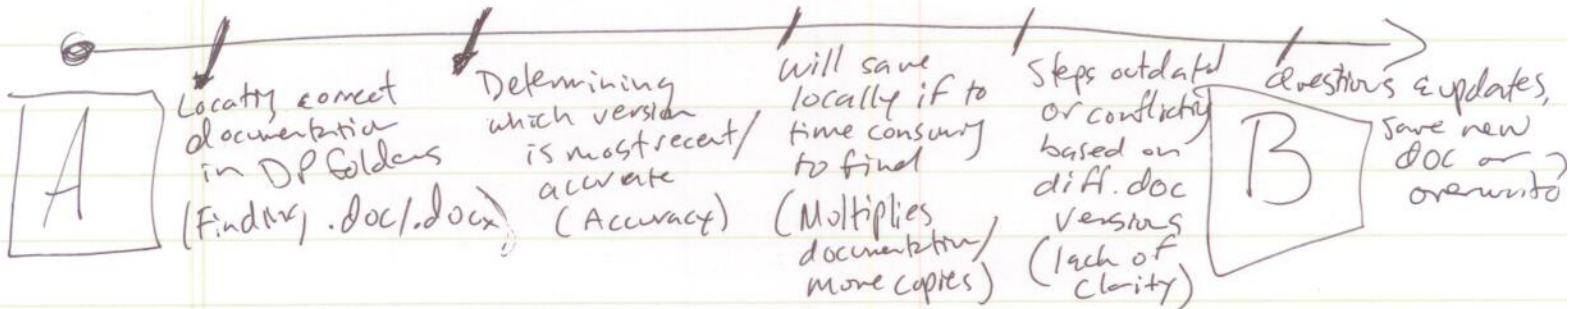 A
Locating correct
documentation
in DP folders
(Finding .doc/.docx)
Determining
which version
is most recent/
accurate
(Accuracy)
will save
locally if to
time consuming
to find
(Multiplies
documentation/
more copies)
Steps outdated
or conflicting
based on
diff. doc
versions
(lack of
clarity)
B
Questions & updates,
save new
doc or
overwrite